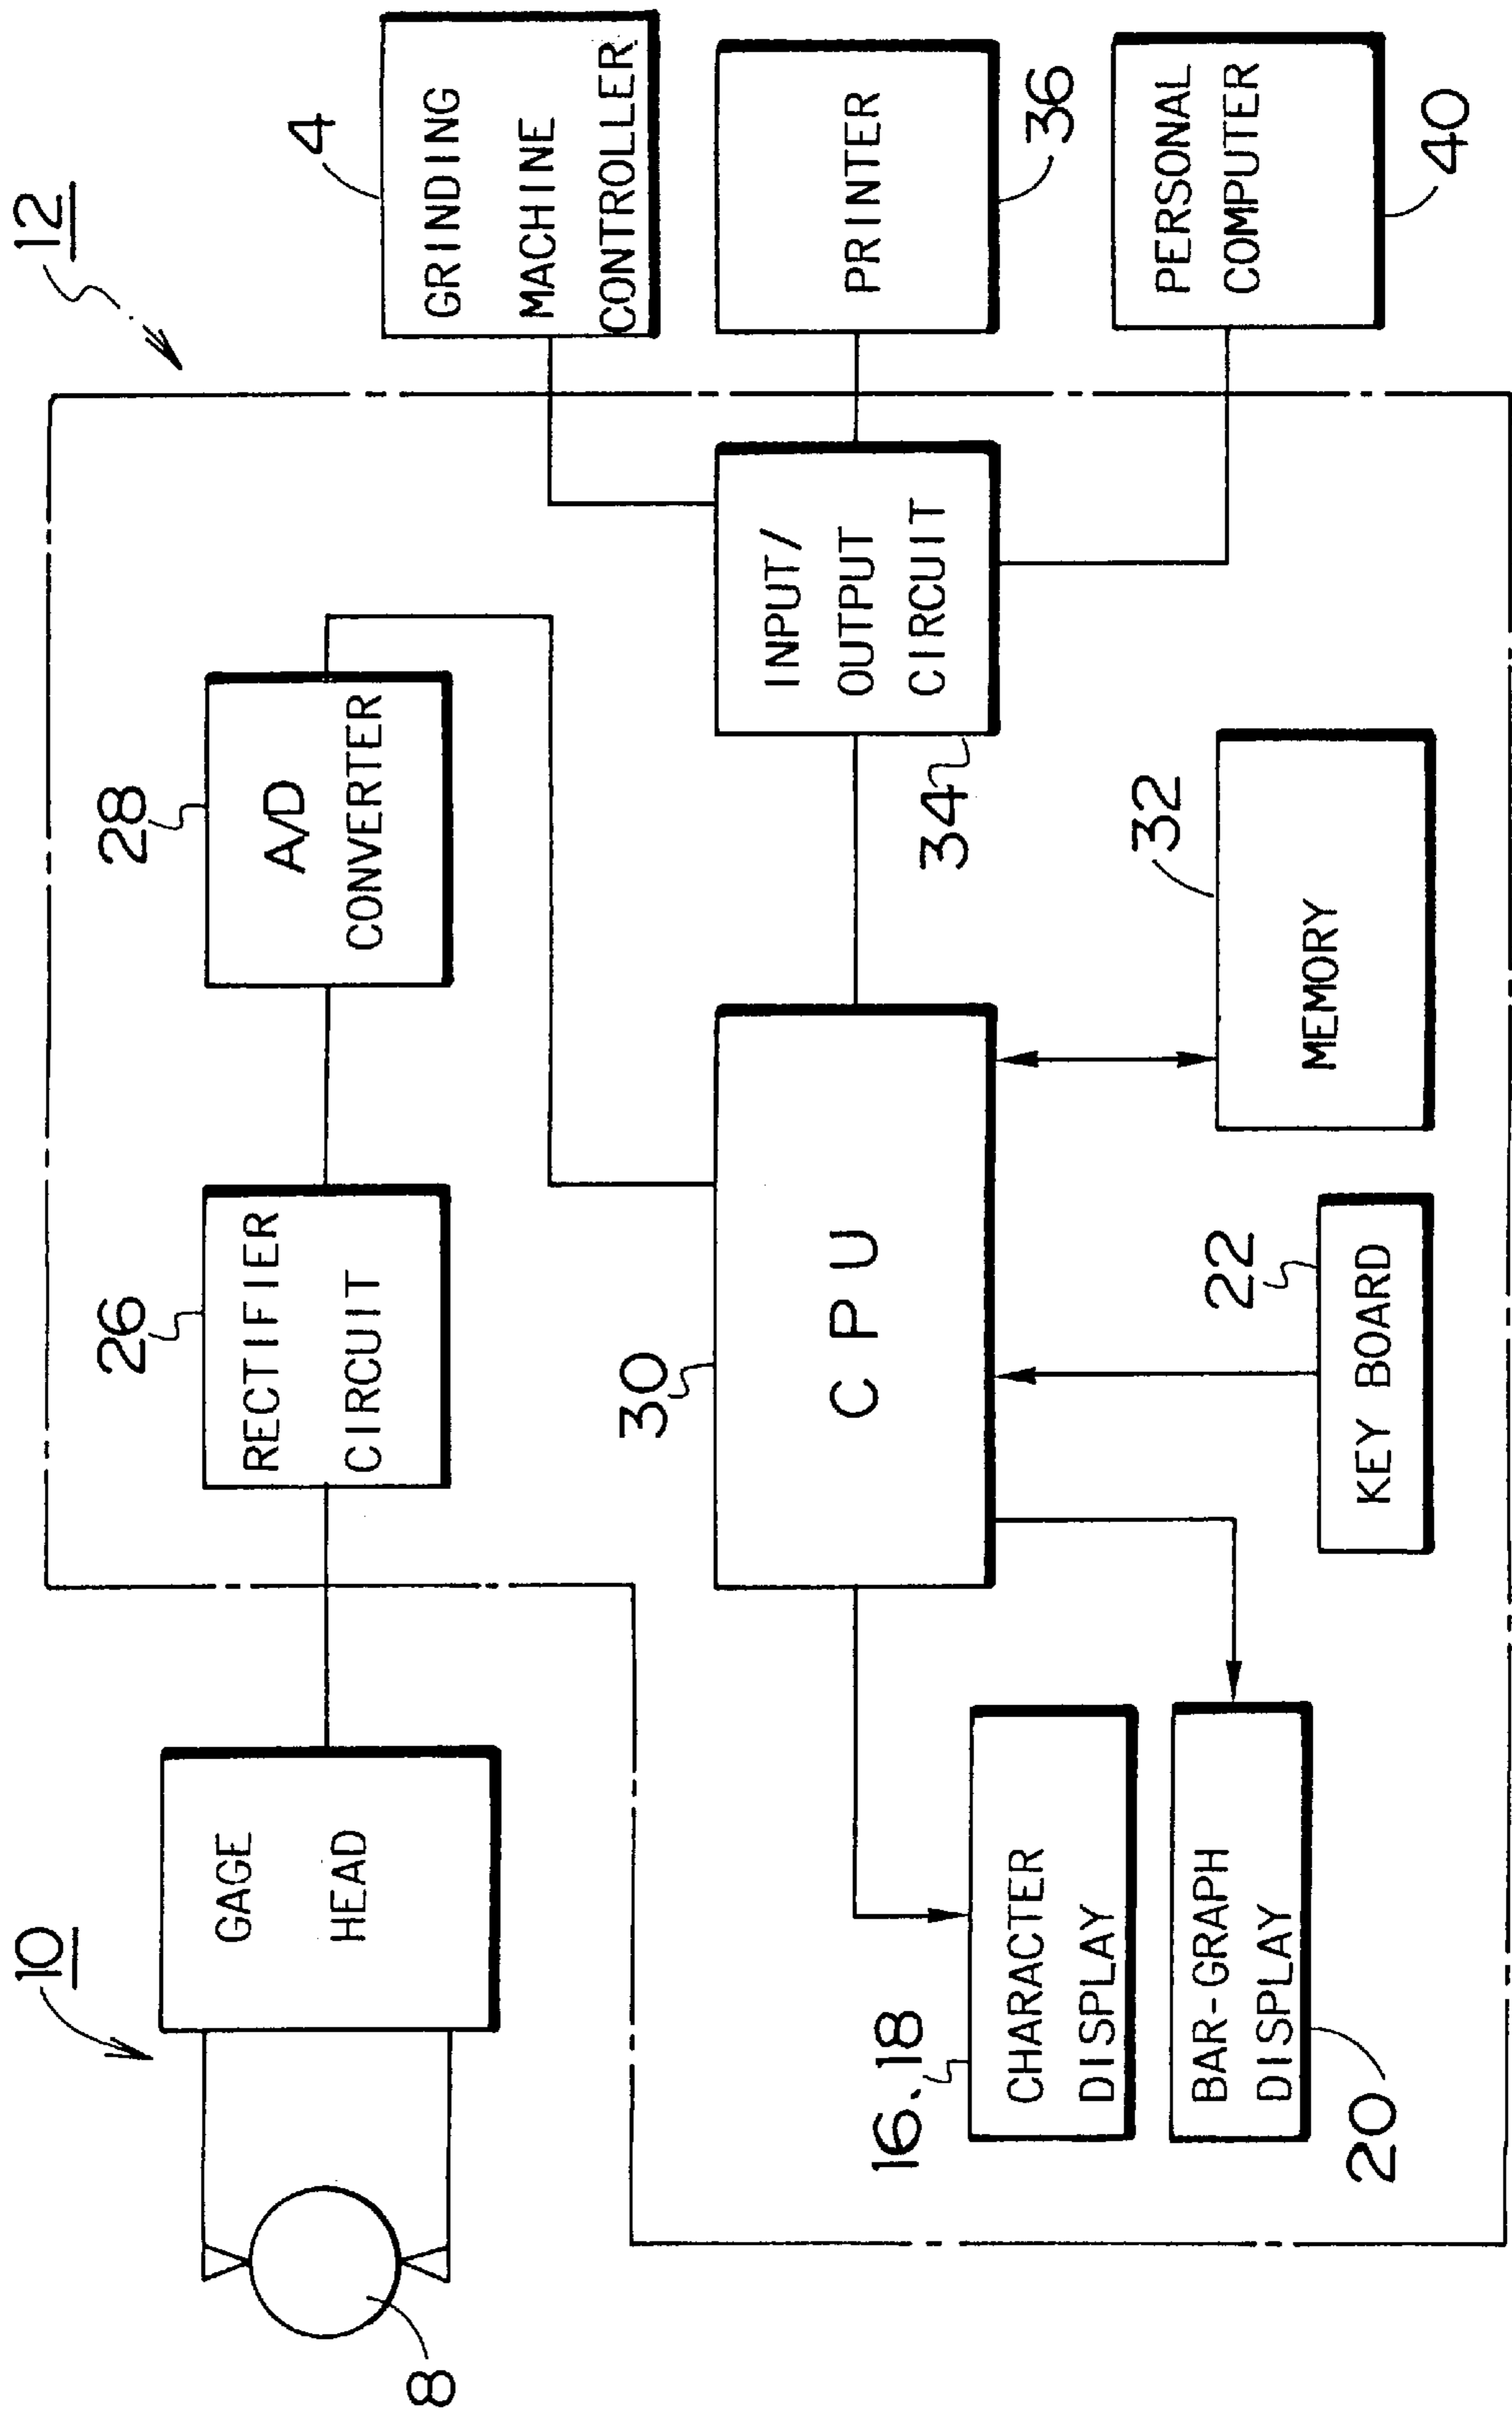 12
10
GAGE
HEAD
8
26
RECTIFIER
CIRCUIT
28
A/D
CONVERTER
4
GRINDING
MACHINE
CONTROLLER
30
CPU
34
INPUT/
OUTPUT
CIRCUIT
PRINTER
36
16、18
CHARACTER
DISPLAY
BAR-GRAPH
DISPLAY
20
22
KEY BOARD
32
MEMORY
PERSONAL
COMPUTER
40